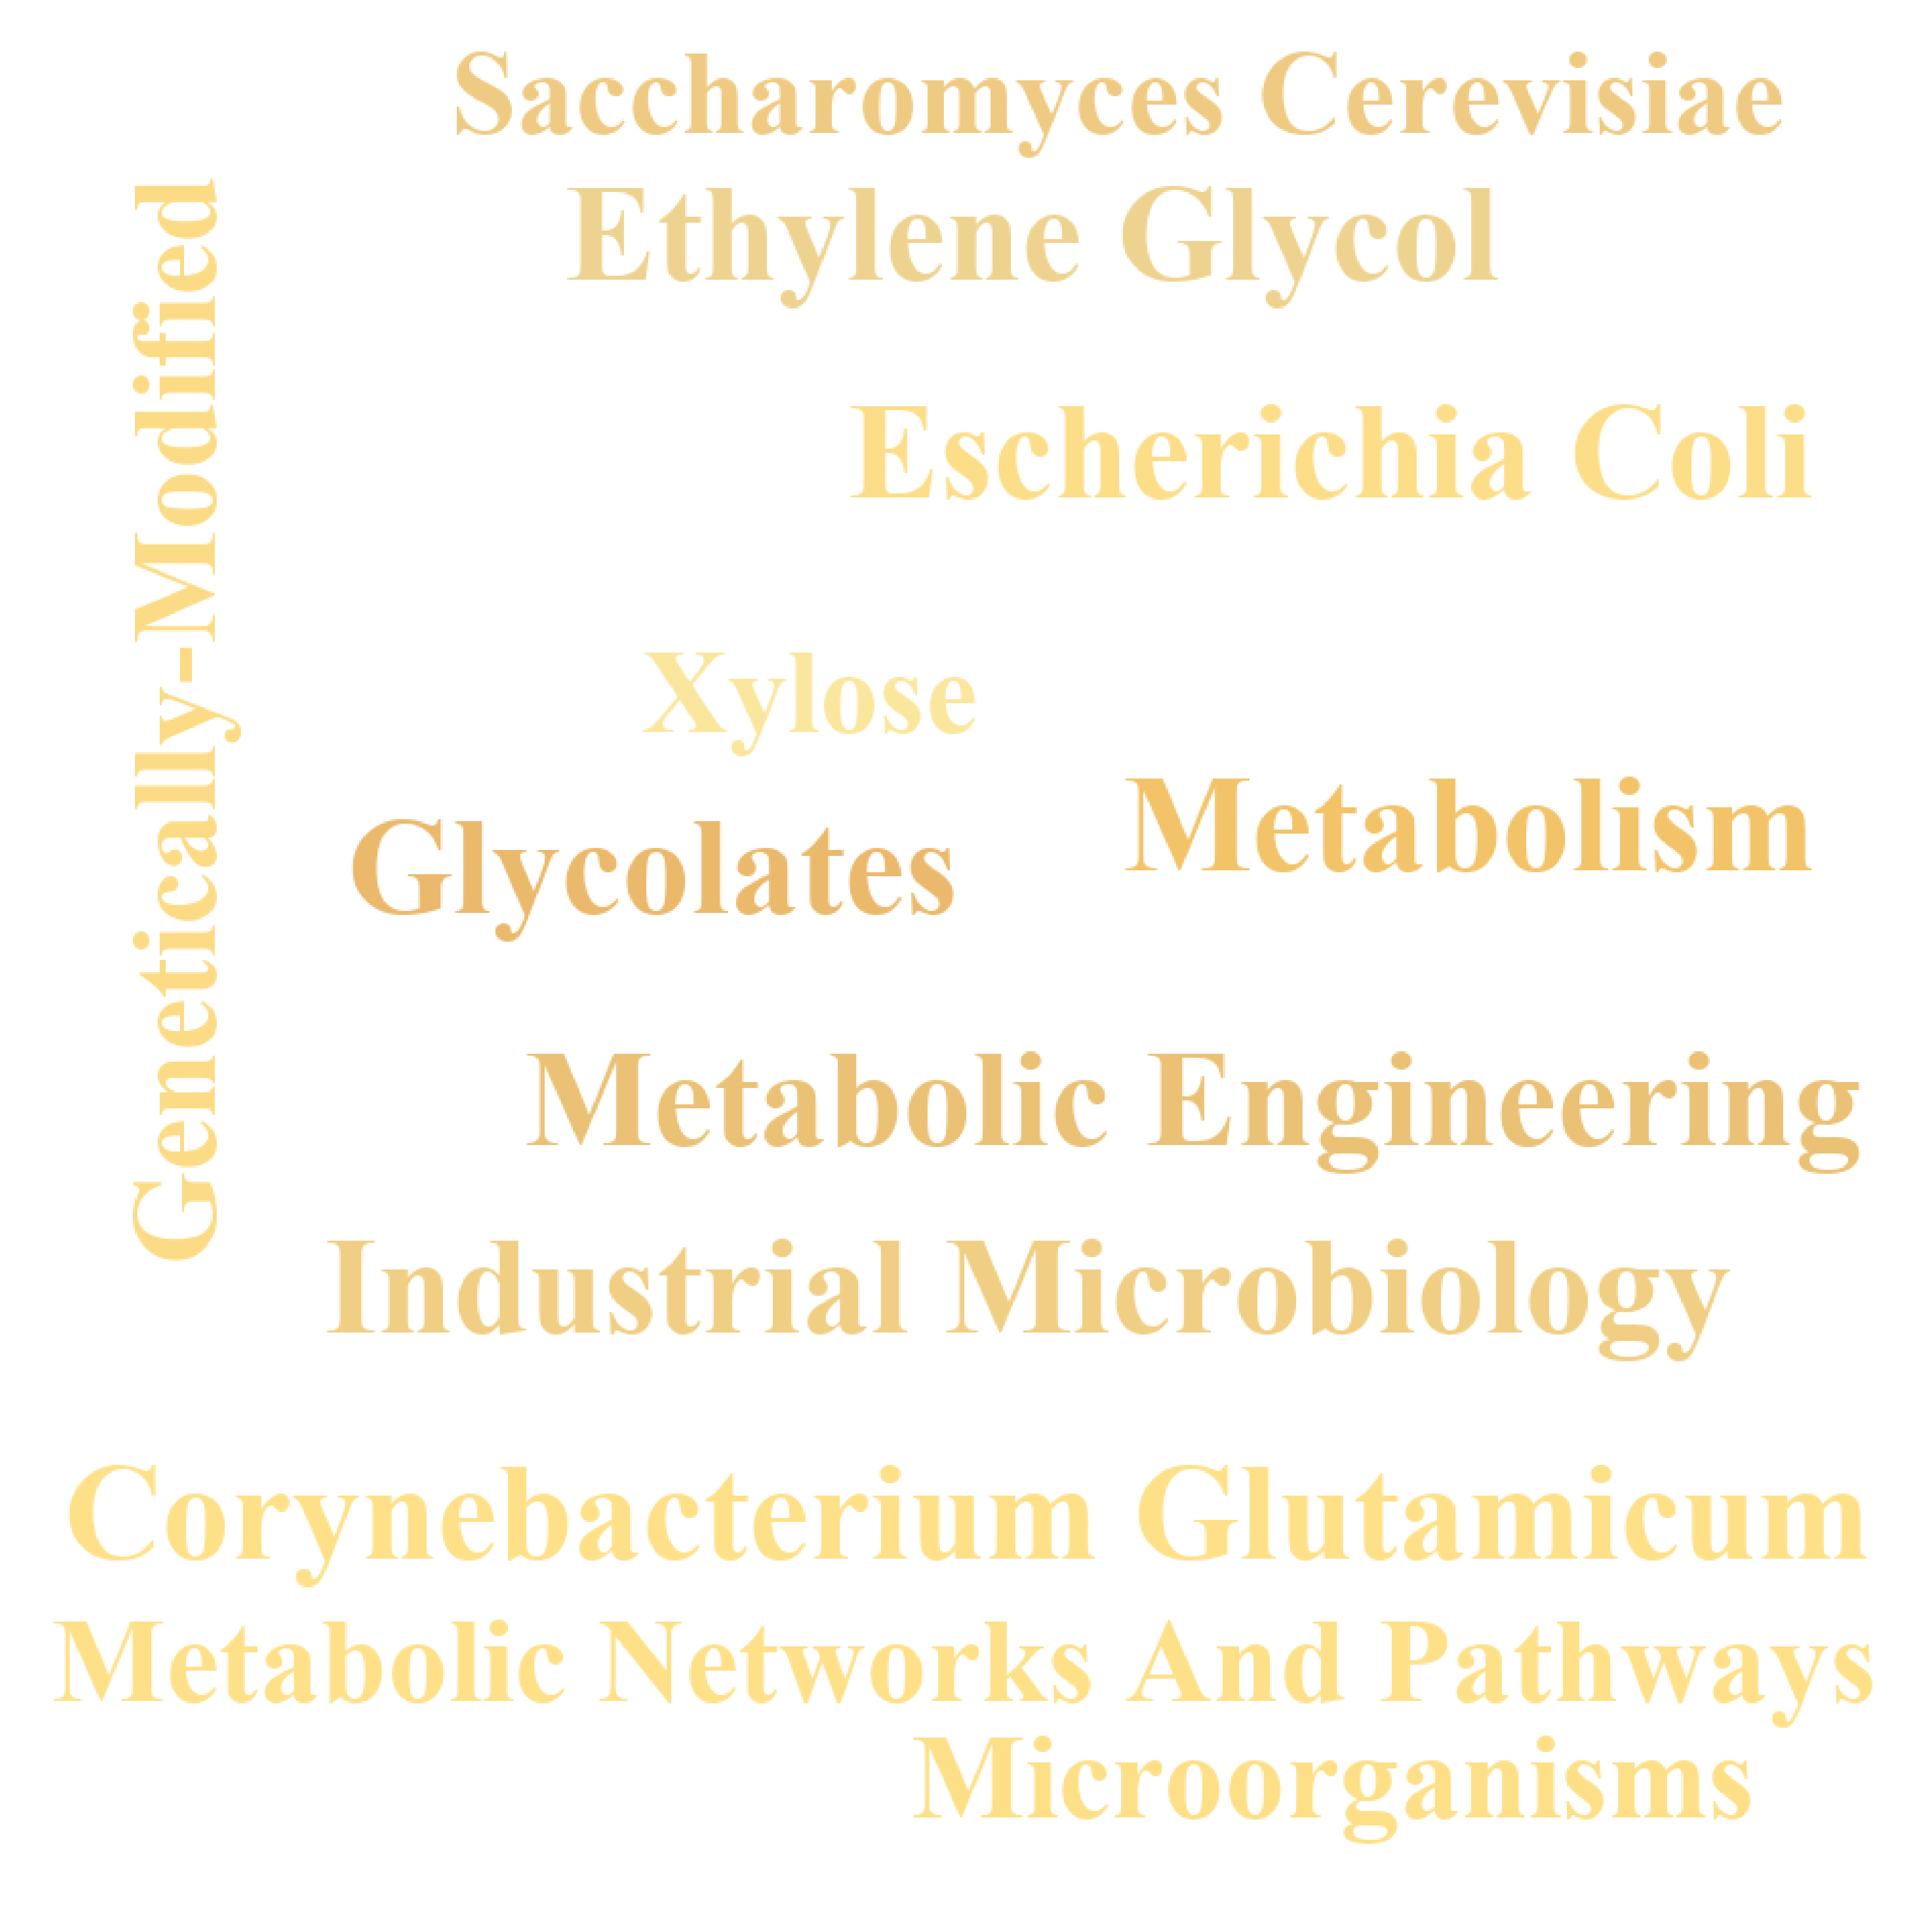 Saccharomyces Cerevisiae
Ethylene Glycol
Genetically-Modified
Escherichia Coli
Xylose
Metabolism
Glycolates
Metabolic Engineering
Industrial Microbiology
Corynebacterium Glutamicum
Metabolic Networks And Pathways
Microorganisms